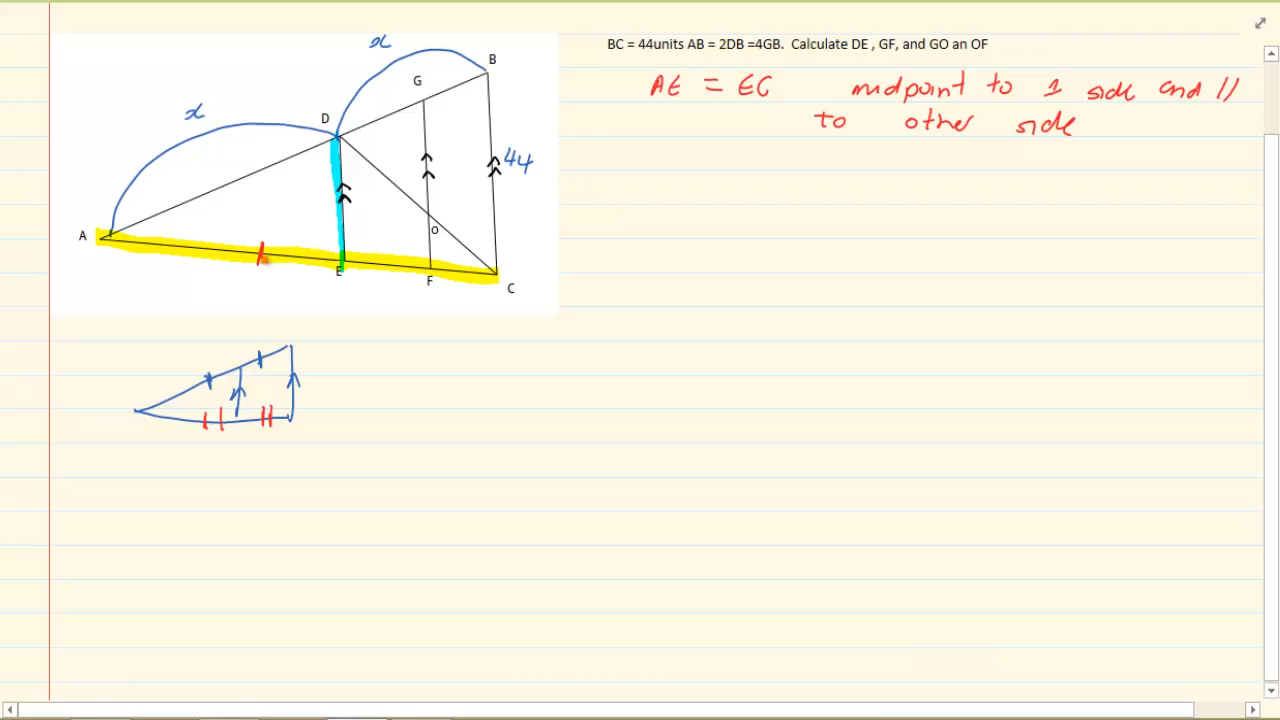 BC = 44units AB = 2DB =4GB. Calculate DE , GF, and GO an OF
AE = EC midpoint to 1 side and //
to other side
x
x
B
G
D
44
A
O
E
F
C